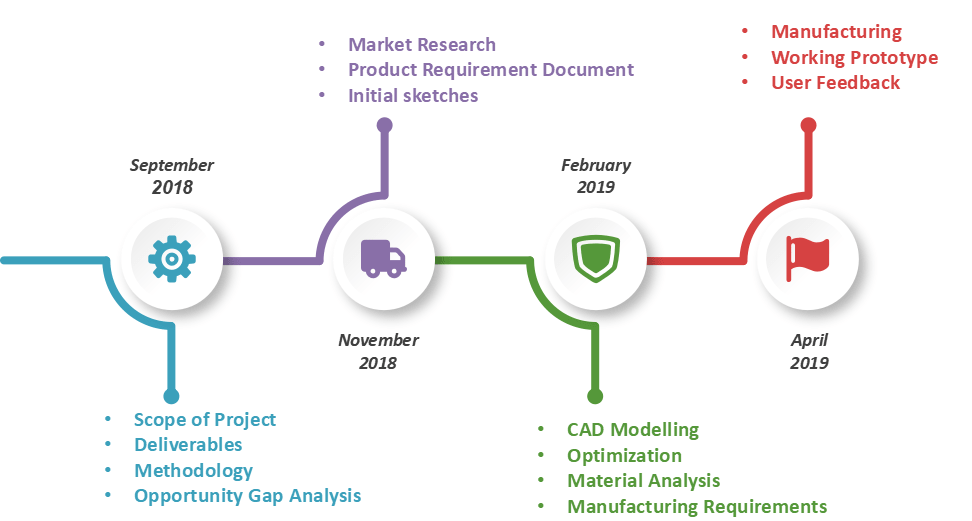 September
2018
• Scope of Project
• Deliverables
• Methodology
• Opportunity Gap Analysis
• Market Research
• Product Requirement Document
• Initial sketches
November
2018
February
2019
• CAD Modelling
• Optimization
• Material Analysis
• Manufacturing Requirements
• Manufacturing
• Working Prototype
• User Feedback
April
2019